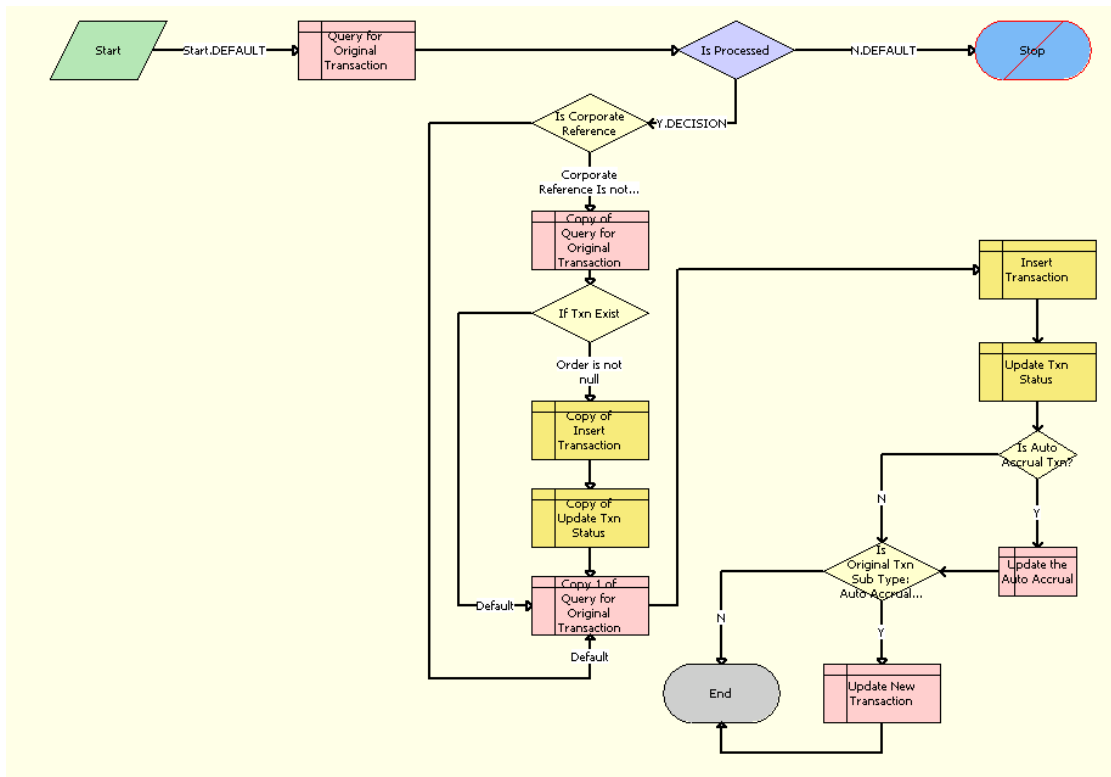 Start
Start.DEFAULT
Query for
Original
Transaction
Is Processed
N.DEFAULT
Stop
Y.DECISION
Is Corporate
Reference
Corporate
Reference Is not...
Copy of
Query for
Original
Transaction
If Txn Exist
Order is not
null
Copy of
Insert
Transaction
Copy of
Update Txn
Status
Default
Copy 1 of
Query for
Original
Transaction
Default
Insert
Transaction
Update Txn
Status
Is Auto
Accrual Txn?
N
Y
Update the
Auto Accrual
Is
Original Txn
Sub Type:
Auto Accrual...
N
Y
End
Update New
Transaction